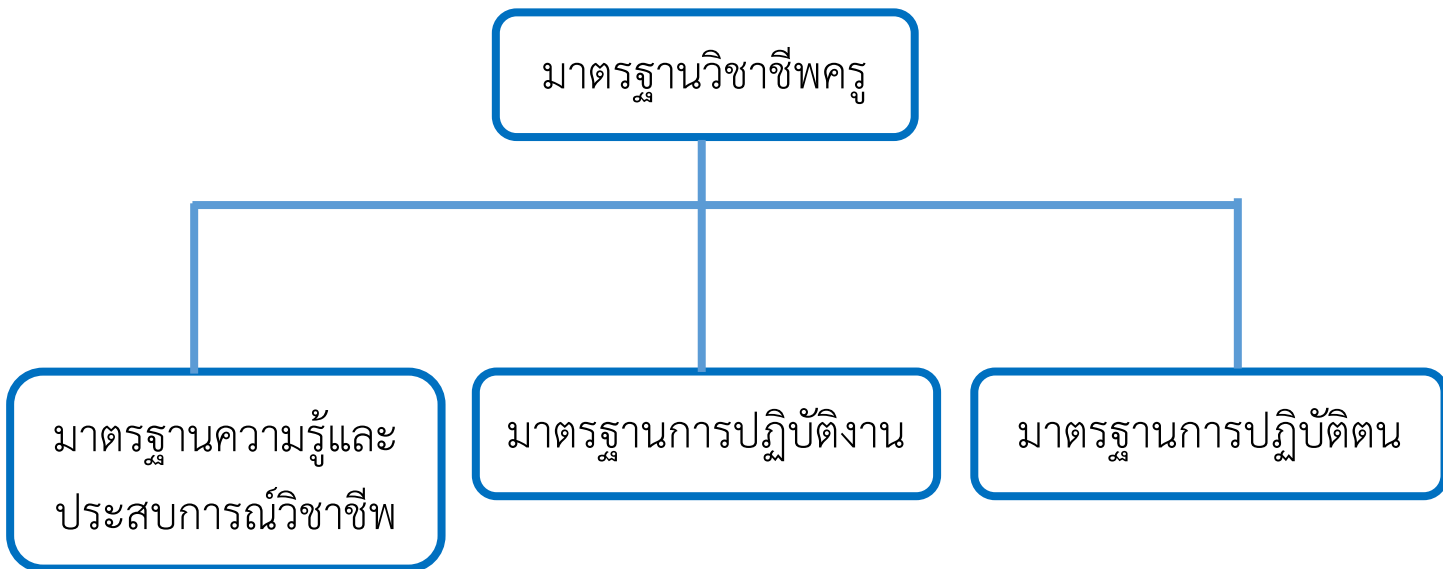 มาตรฐานวิชาชีพครู
มาตรฐานความรู้และ
ประสบการณ์วิชาชีพ
มาตรฐานการปฏิบัติงาน
มาตรฐานการปฏิบัติตน